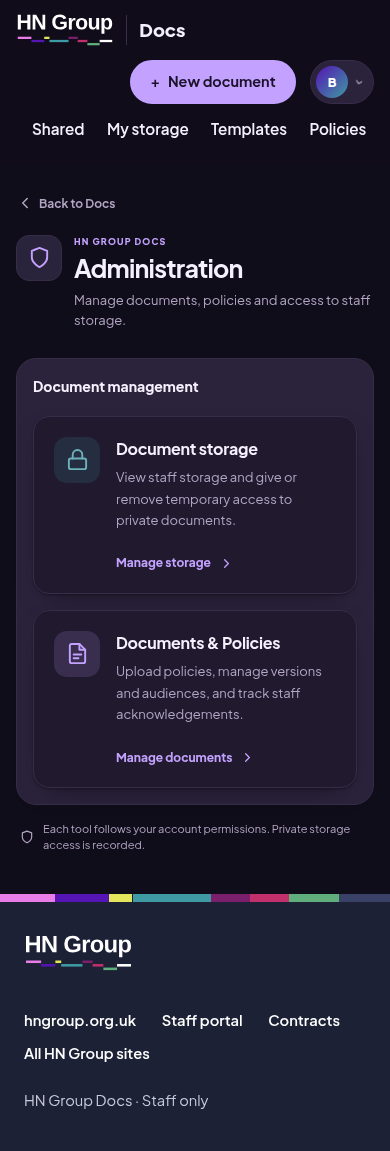 HN Group Docs
+ New document B
Shared My storage Templates Policies
Back to Docs
HN GROUP DOCS
Administration
Manage documents, policies and access to staff
storage.
Document management
Document storage
View staff storage and give or
remove temporary access to
private documents.
Manage storage
Documents & Policies
Upload policies, manage versions
and audiences, and track staff
acknowledgements.
Manage documents
Each tool follows your account permissions. Private storage
access is recorded.
HN Group
hngroup.org.uk Staff portal Contracts
All HN Group sites
HN Group Docs · Staff only